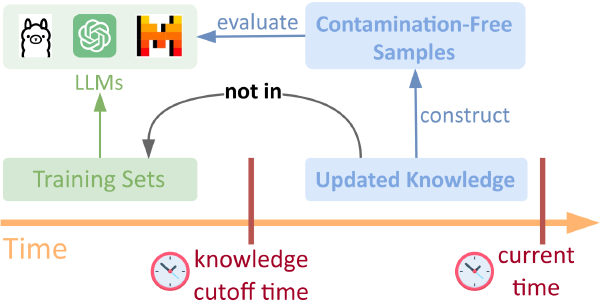 evaluate
Contamination-Free
Samples
LLMs
not in
construct
Training Sets
Updated Knowledge
Time
knowledge
cutoff time
current
time